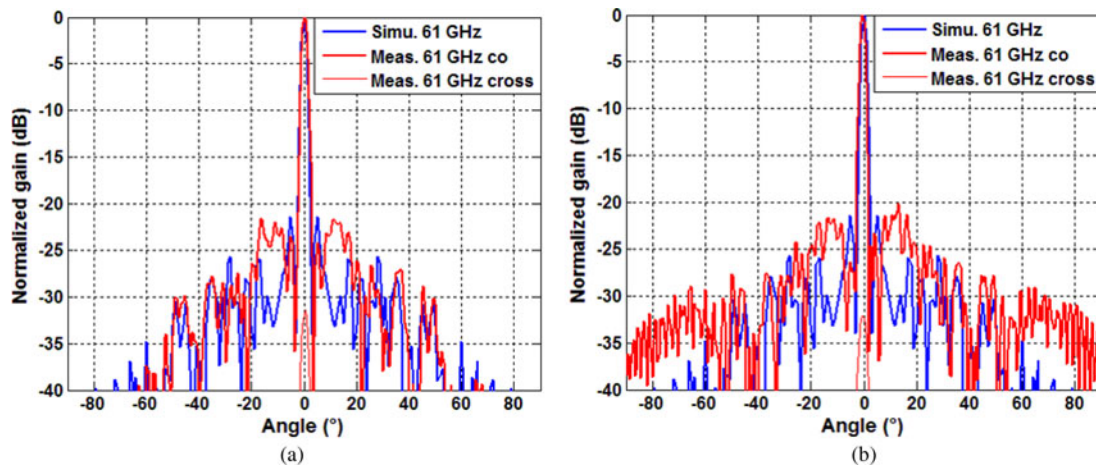 Simu. 61 GHz
Meas. 61 GHz co
Meas. 61 GHz cross
Normalized gain (dB)
0
-5
-10
-15
-20
-25
-30
-35
-40
-80 -60 -40 -20 0 20 40 60 80
Angle (°)
(a)
Simu. 61 GHz
Meas. 61 GHz co
Meas. 61 GHz cross
Normalized gain (dB)
0
-5
-10
-15
-20
-25
-30
-35
-40
-80 -60 -40 -20 0 20 40 60 80
Angle (°)
(b)